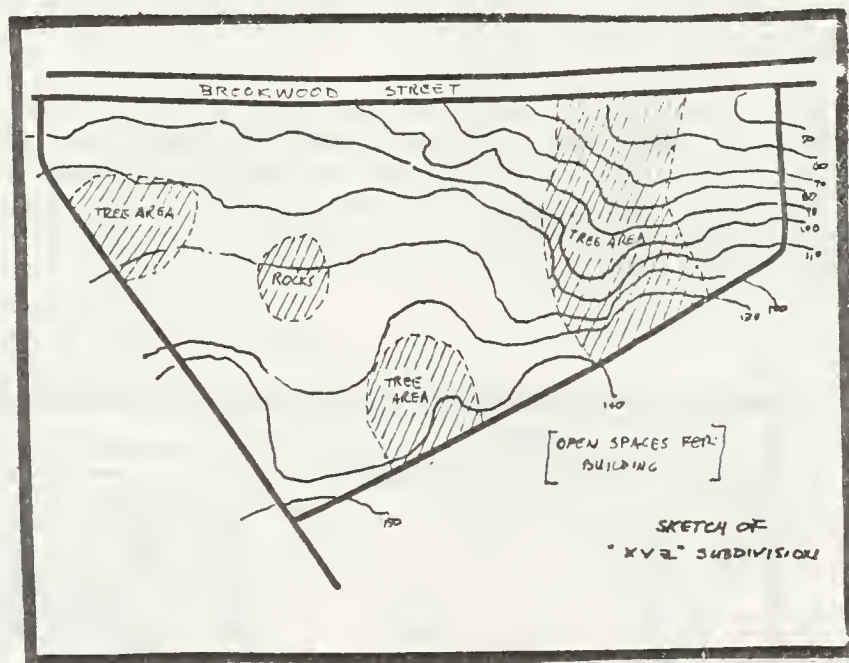 BROOKWOOD STREET
50
60
70
80
90
100
110
TREE AREA
TREE AREA
ROCKS
120
TREE
AREA
140
[OPEN SPACES FOR
BUILDING]
150
SKETCH OF
"XYZ" SUBDIVISION